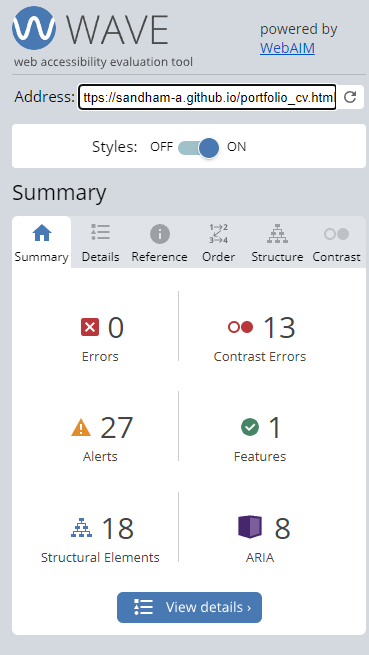 WAVE
web accessibility evaluation tool
powered by
WebAIM
Address: ttps://sandham-a.github.io/portfolio_cv.html
Styles: OFF ON
Summary
Summary Details Reference Order Structure Contrast
0
Errors
13
Contrast Errors
27
Alerts
1
Features
18
Structural Elements
8
ARIA
View details ›